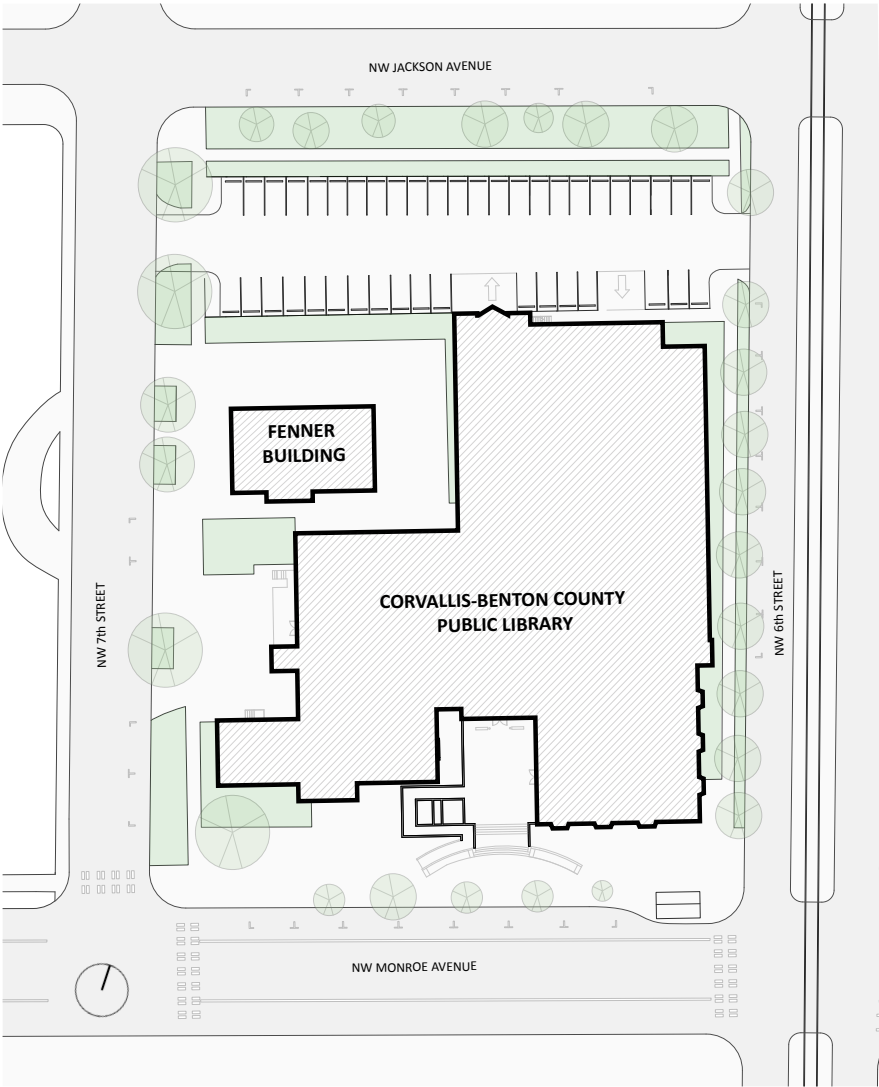 NW JACKSON AVENUE
FENNER
BUILDING
CORVALLIS-BENTON COUNTY
PUBLIC LIBRARY
NW 7th STREET
NW 6th STREET
NW MONROE AVENUE